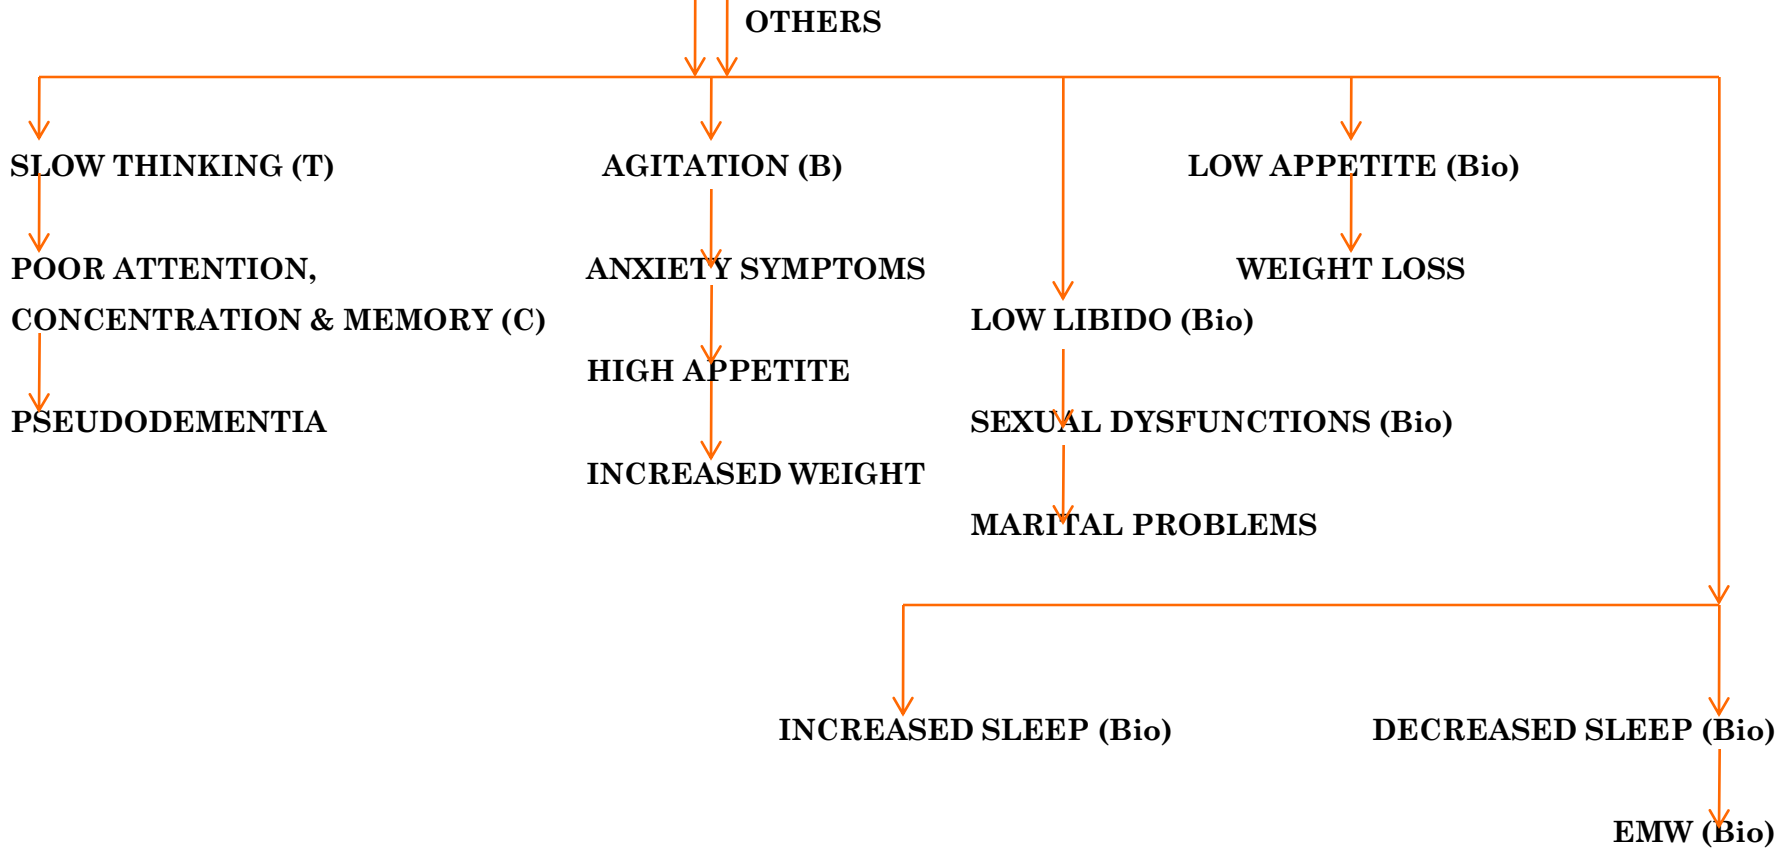 OTHERS
SLOW THINKING (T)
AGITATION (B)
LOW APPETITE (Bio)
POOR ATTENTION,
ANXIETY SYMPTOMS
WEIGHT LOSS
CONCENTRATION & MEMORY (C)
LOW LIBIDO (Bio)
HIGH APPETITE
PSEUDODEMENTIA
SEXUAL DYSFUNCTIONS (Bio)
INCREASED WEIGHT
MARITAL PROBLEMS
INCREASED SLEEP (Bio)
DECREASED SLEEP (Bio)
EMW (Bio)